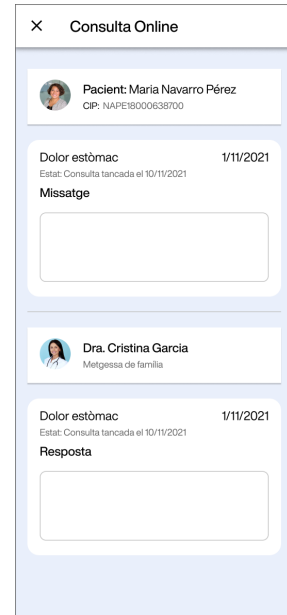 Consulta Online
Pacient: Maria Navarro Pérez
CIP: NAPE18000638700
Dolor estòmac 1/11/2021
Estat: Consulta tancada el 10/11/2021
Missatge
Dra. Cristina Garcia
Metgessa de família
Dolor estòmac 1/11/2021
Estat: Consulta tancada el 10/11/2021
Resposta